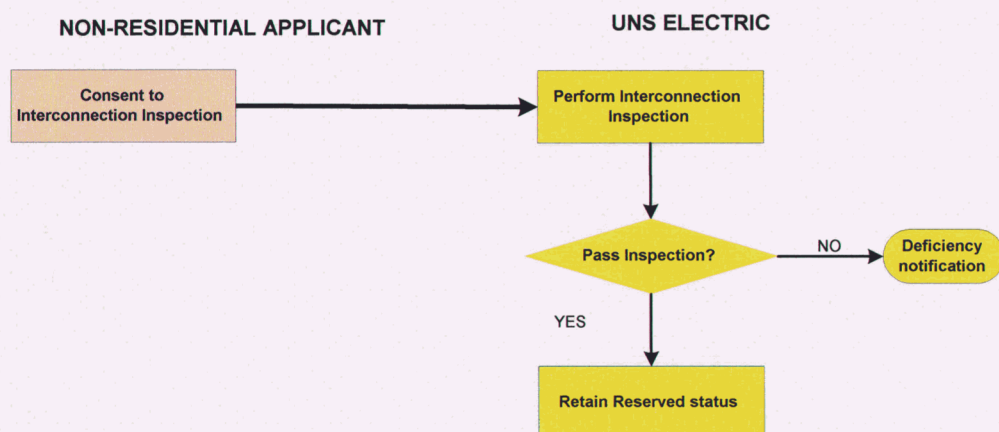 NON-RESIDENTIAL APPLICANT
UNS ELECTRIC
Consent to
Interconnection Inspection
Perform Interconnection
Inspection
Pass Inspection?
NO
Deficiency
notification
YES
Retain Reserved status